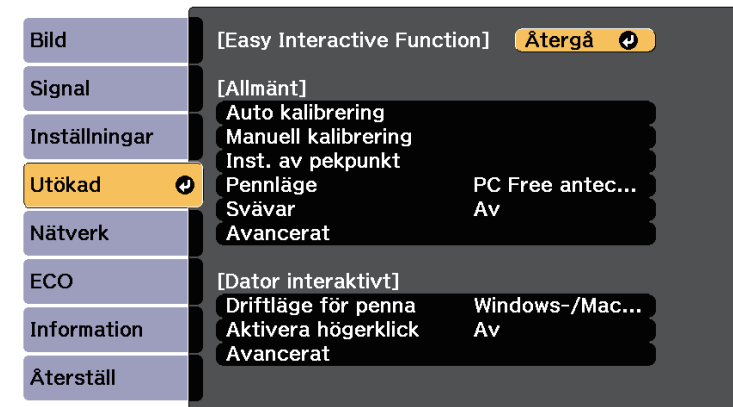 Bild
Signal
Inställningar
Utökad
Nätverk
ECO
Information
Återställ
[Easy Interactive Function] Återgå
[Allmänt]
Auto kalibrering
Manuell kalibrering
Inst. av pekpunkt
Pennläge PC Free antec...
Svävar Av
Avancerat
[Dator interaktivt]
Driftläge för penna Windows-/Mac...
Aktivera högerklick Av
Avancerat